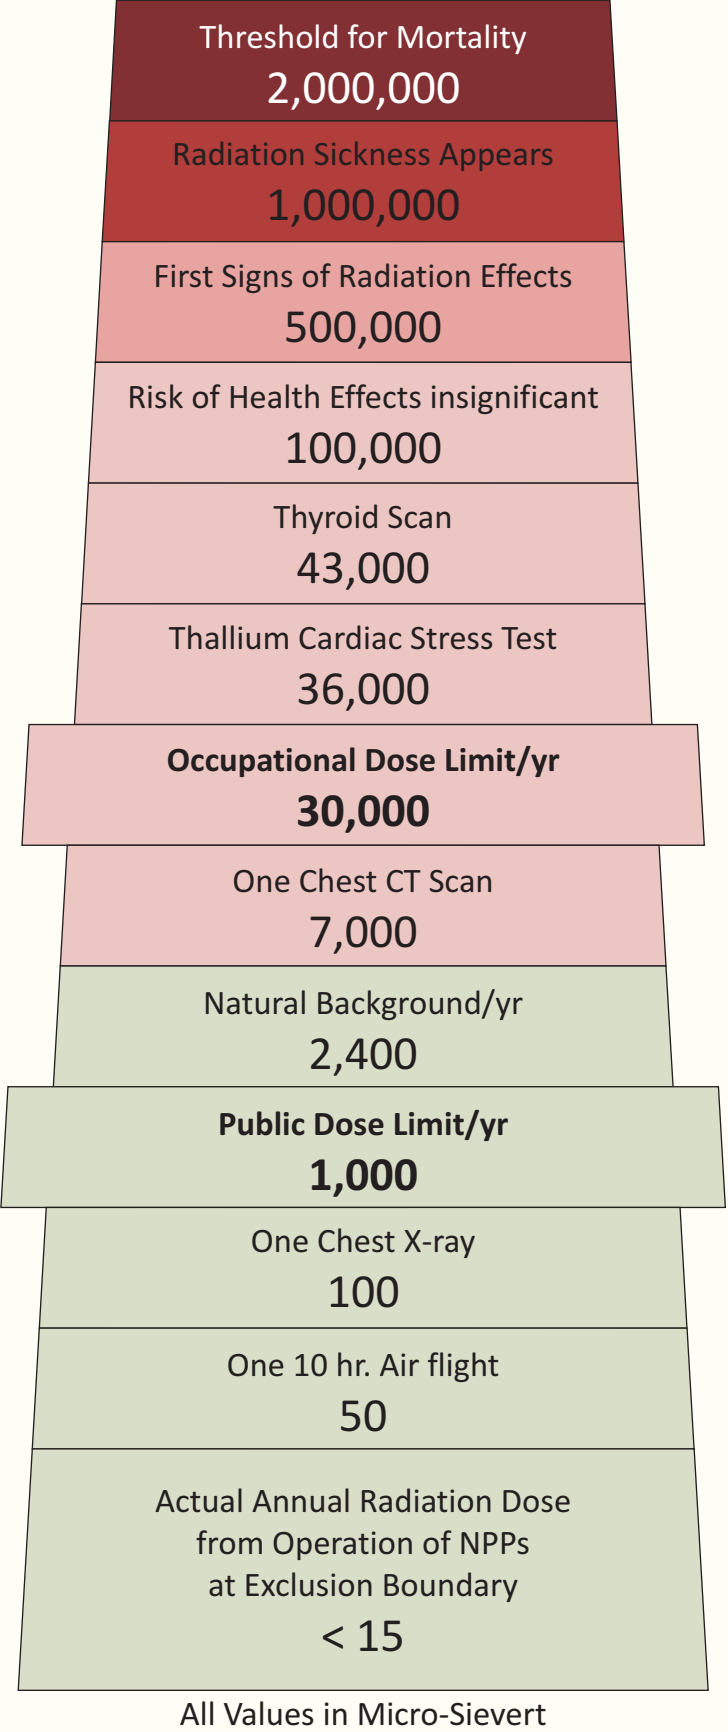 Threshold for Mortality
2,000,000
Radiation Sickness Appears
1,000,000
First Signs of Radiation Effects
500,000
Risk of Health Effects insignificant
100,000
Thyroid Scan
43,000
Thallium Cardiac Stress Test
36,000
Occupational Dose Limit/yr
30,000
One Chest CT Scan
7,000
Natural Background/yr
2,400
Public Dose Limit/yr
1,000
One Chest X-ray
100
One 10 hr. Air flight
50
Actual Annual Radiation Dose
from Operation of NPPs
at Exclusion Boundary
< 15
All Values in Micro-Sievert